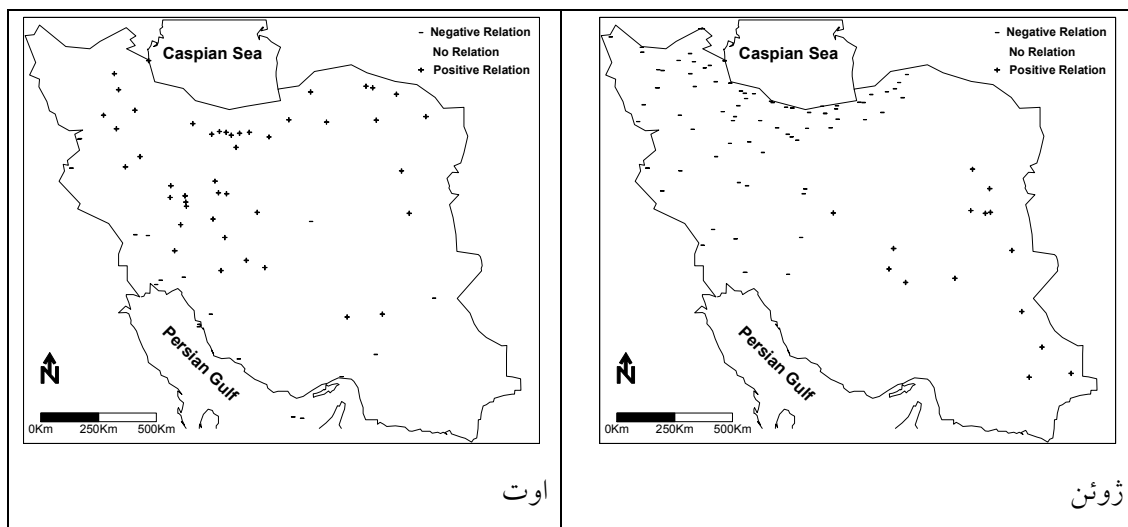 - Negative Relation
No Relation
+ Positive Relation
Caspian Sea
Persian Gulf
N
0Km 250Km 500Km
اوت
- Negative Relation
No Relation
+ Positive Relation
Caspian Sea
Persian Gulf
N
0Km 250Km 500Km
ژوئن